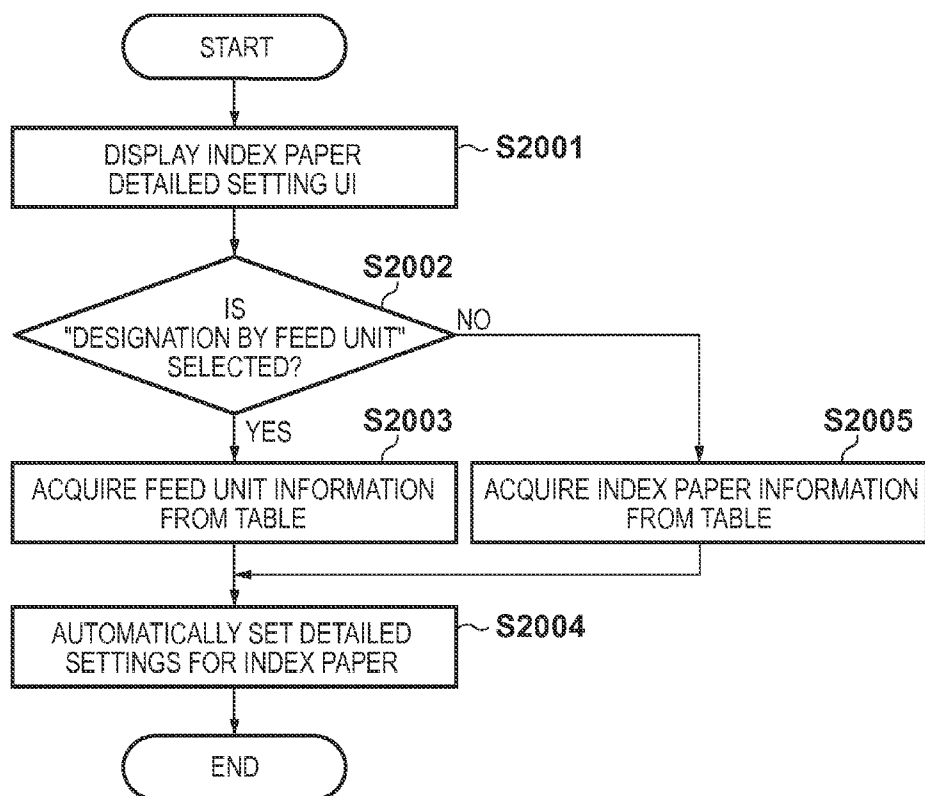 START
DISPLAY INDEX PAPER
DETAILED SETTING UI
S2001
S2002
IS
"DESIGNATION BY FEED UNIT"
SELECTED?
NO
YES
S2003
ACQUIRE FEED UNIT INFORMATION
FROM TABLE
S2005
ACQUIRE INDEX PAPER INFORMATION
FROM TABLE
AUTOMATICALLY SET DETAILED
SETTINGS FOR INDEX PAPER
S2004
END